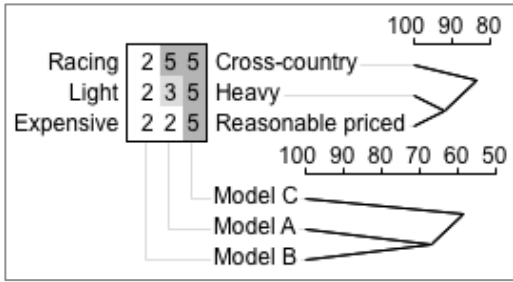 100 90 80
Racing 2 5 5 Cross-country
Light 2 3 5 Heavy
Expensive 2 2 5 Reasonable priced
100 90 80 70 60 50
Model C
Model A
Model B